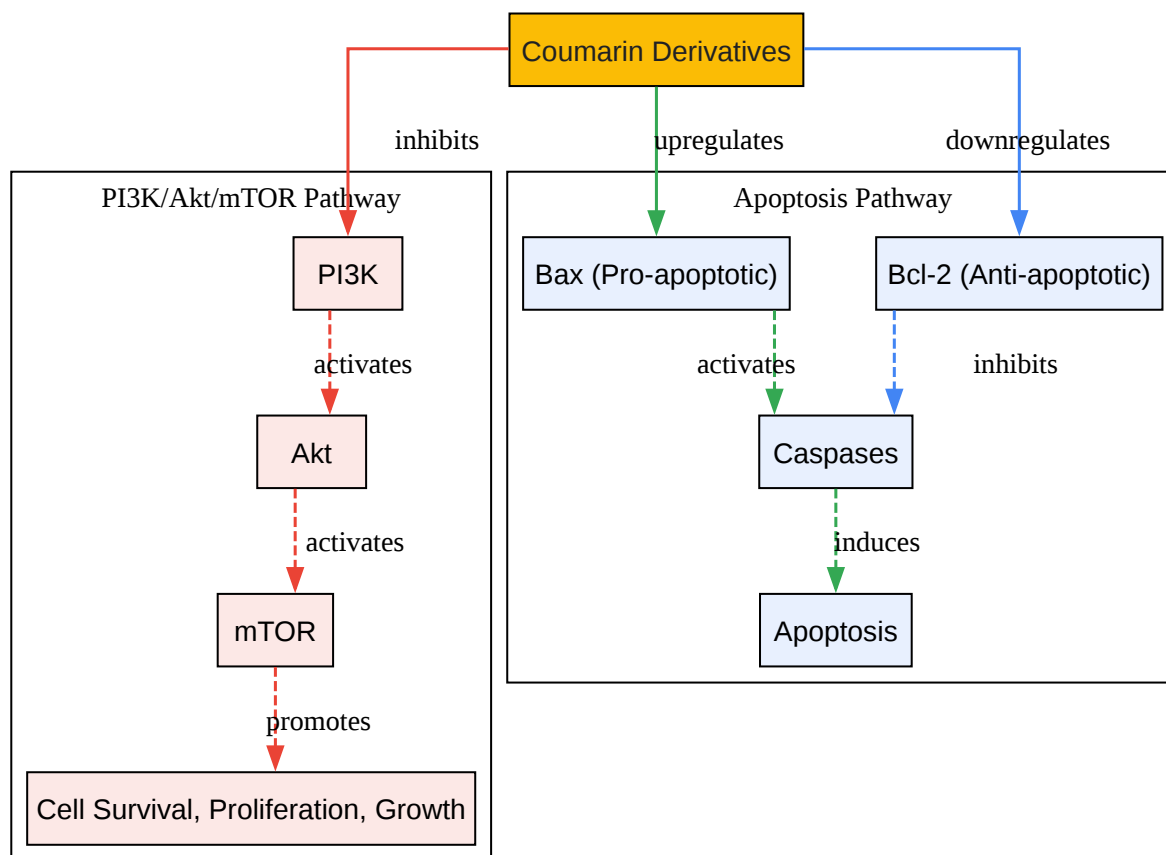 Coumarin Derivatives
inhibits
upregulates
downregulates
PI3K/Akt/mTOR Pathway
PI3K
activates
Akt
activates
mTOR
promotes
Cell Survival, Proliferation, Growth
Apoptosis Pathway
Bax (Pro-apoptotic)
Bcl-2 (Anti-apoptotic)
activates
inhibits
Caspases
induces
Apoptosis